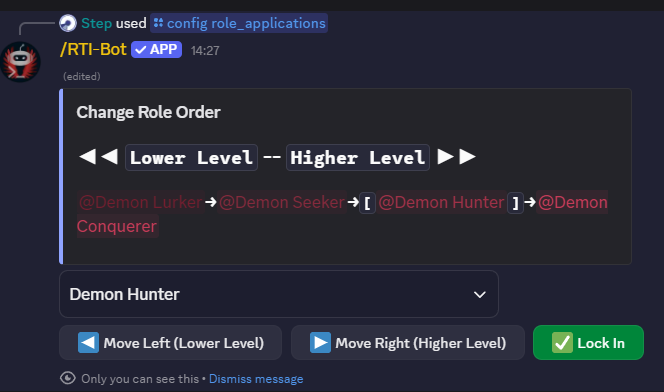 Step used config role_applications
/RTI-Bot ✓ APP 14:27
(edited)
Change Role Order
◀◀ Lower Level -- Higher Level ▶▶
@Demon Lurker→@Demon Seeker→[ @Demon Hunter ]→@Demon
Conquerer
Demon Hunter
Move Left (Lower Level) Move Right (Higher Level) Lock In
Only you can see this • Dismiss message